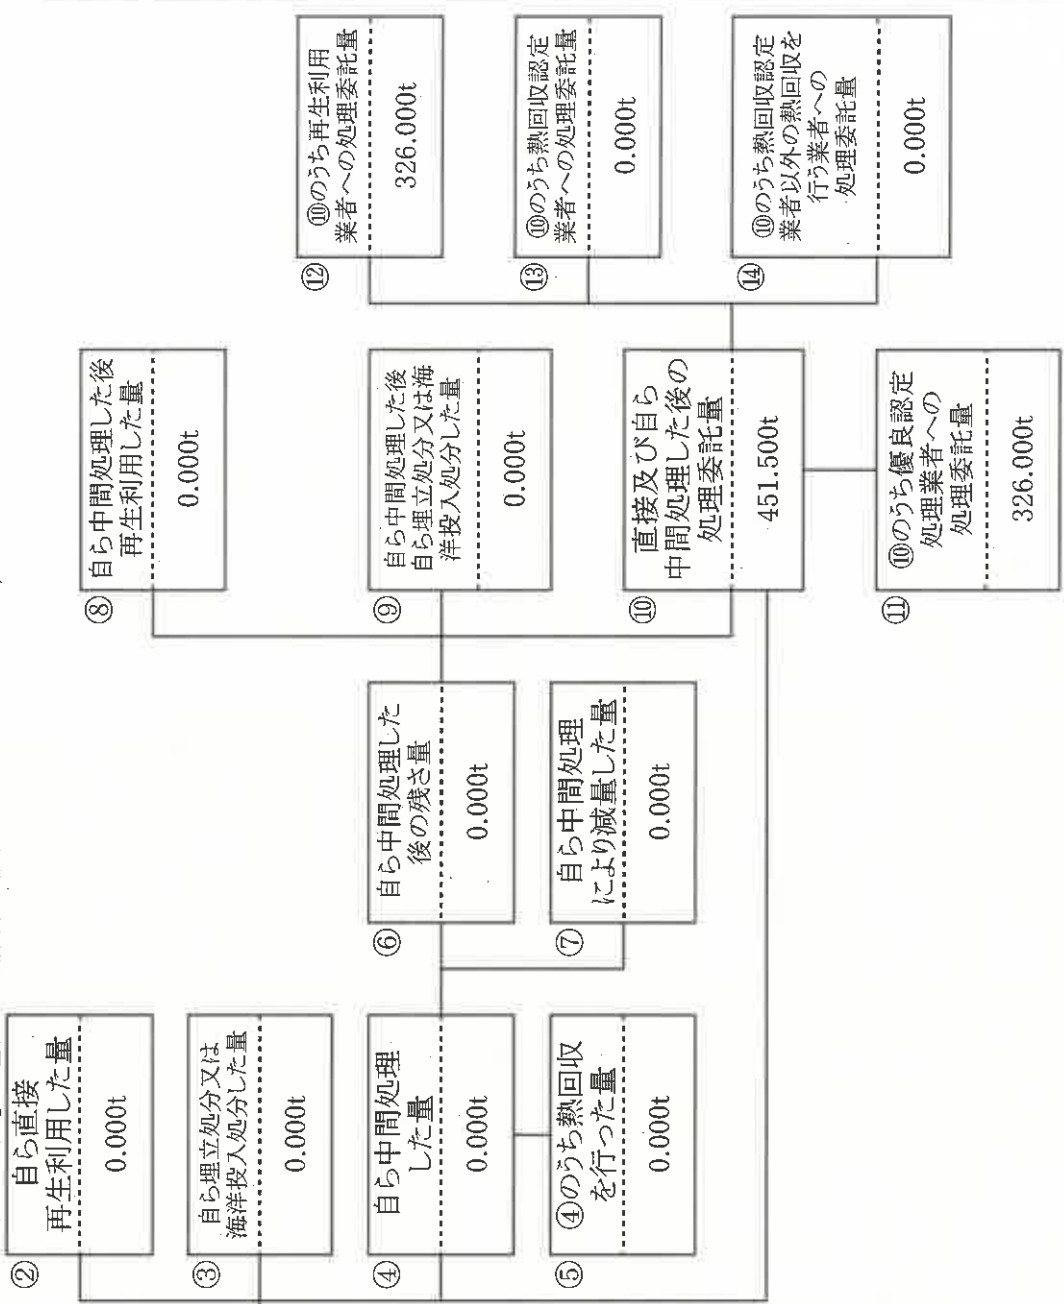 ②
自ら直接
再生利用した量
0.000t
③
自ら埋立処分又は
海洋投入処分した量
0.000t
④
自ら中間処理
した量
0.000t
⑤
④のうち熱回収
を行った量
0.000t
⑥
自ら中間処理した
後の残さ量
0.000t
⑦
自ら中間処理
により減量した量
0.000t
⑧
自ら中間処理した後
再生利用した量
0.000t
⑨
自ら中間処理した後
自ら埋立処分又は海
洋投入処分した量
0.000t
⑩
直接及び自ら
中間処理した後の
処理委託量
451.500t
⑪
⑩のうち優良認定
処理業者への
処理委託量
326.000t
⑫
⑩のうち再生利用
業者への処理委託量
326.000t
⑬
⑩のうち熱回収認定
業者への処理委託量
0.000t
⑭
⑩のうち熱回収認定
業者以外の熱回収を
行う業者への
処理委託量
0.000t